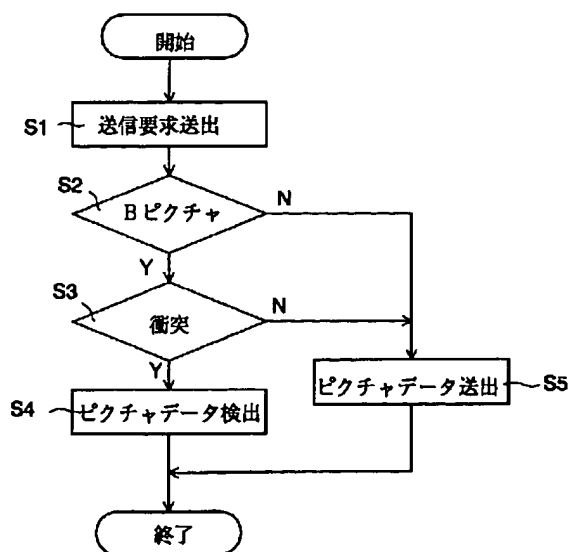 開始
S1
送信要求送出
S2
Bピクチャ
N
Y
S3
衝突
N
Y
S4
ピクチャデータ検出
ピクチャデータ送出
S5
終了